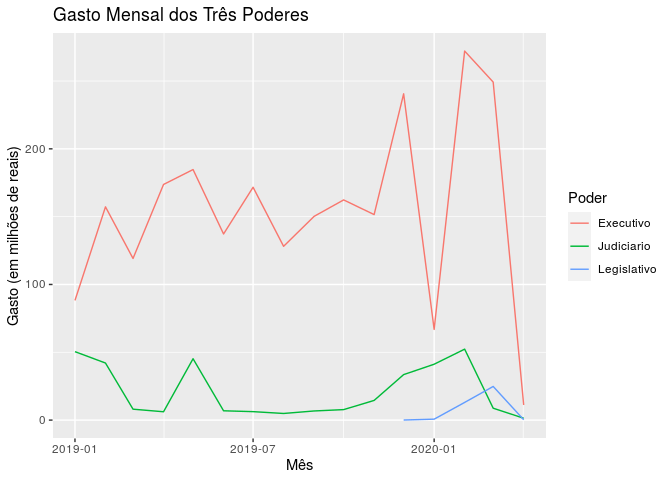 Gasto Mensal dos Três Poderes
Gasto (em milhões de reais)
200
100
0
2019-01
2019-07
2020-01
Mês
Poder
Executivo
Judiciario
Legislativo